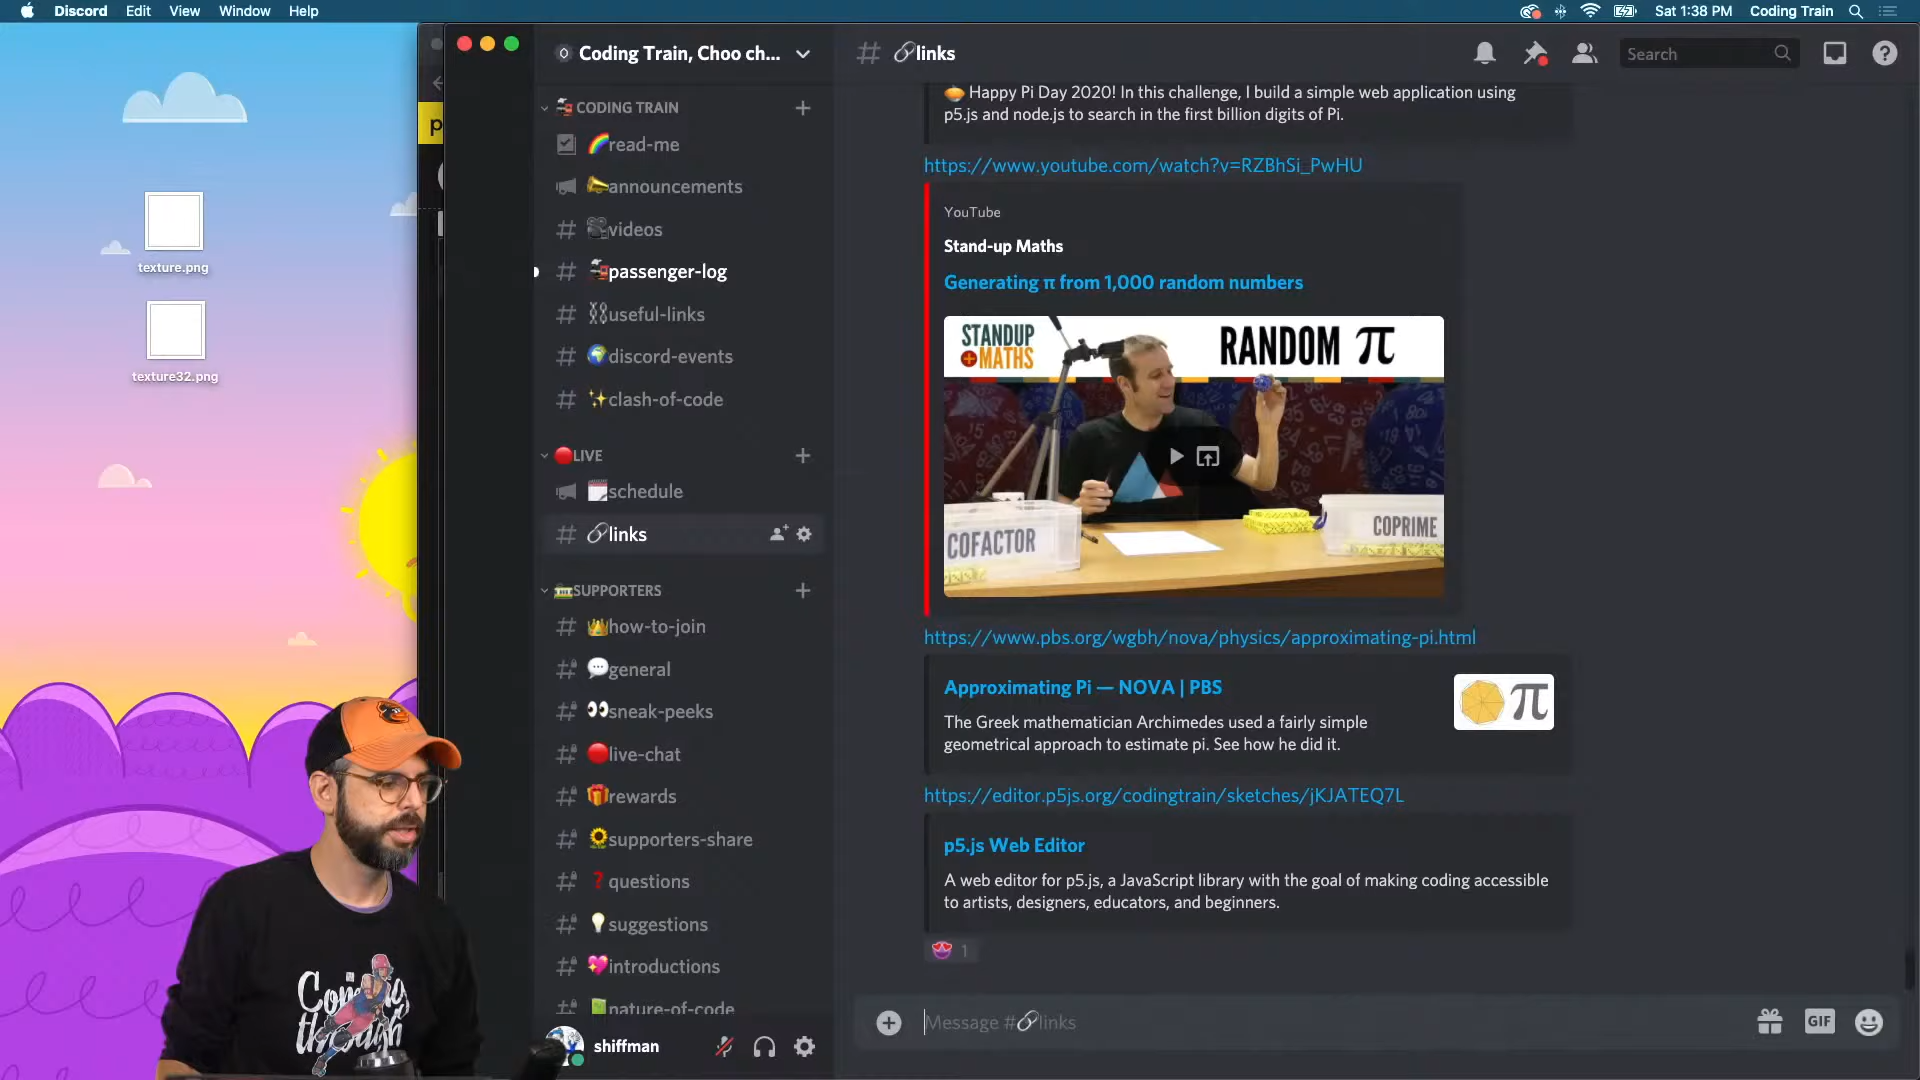 Discord Edit View Window Help
Sat 1:38 PM Coding Train
texture.png
texture32.png
p
Coding Train, Choo ch...
CODING TRAIN
read-me
announcements
videos
passenger-log
useful-links
discord-events
clash-of-code
LIVE
schedule
links
SUPPORTERS
how-to-join
general
sneak-peeks
live-chat
rewards
supporters-share
questions
suggestions
introductions
nature-of-code
shiffman
# links
Search
Happy Pi Day 2020! In this challenge, I build a simple web application using
p5.js and node.js to search in the first billion digits of Pi.
https://www.youtube.com/watch?v=RZBhSi_PwHU
YouTube
Stand-up Maths
Generating π from 1,000 random numbers
STANDUP
+MATHS
RANDOM π
COFACTOR
COPRIME
https://www.pbs.org/wgbh/nova/physics/approximating-pi.html
Approximating Pi — NOVA | PBS
The Greek mathematician Archimedes used a fairly simple
geometrical approach to estimate pi. See how he did it.
π
https://editor.p5js.org/codingtrain/sketches/jKJATEQ7L
p5.js Web Editor
A web editor for p5.js, a JavaScript library with the goal of making coding accessible
to artists, designers, educators, and beginners.
1
Message # links
GIF
through